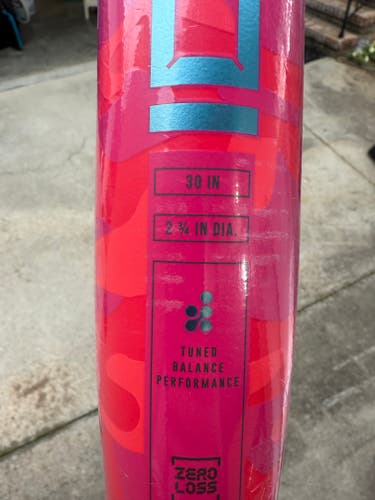 30 IN
2 ¾ IN DIA.
TUNED
BALANCE
PERFORMANCE
ZERO
LOSS